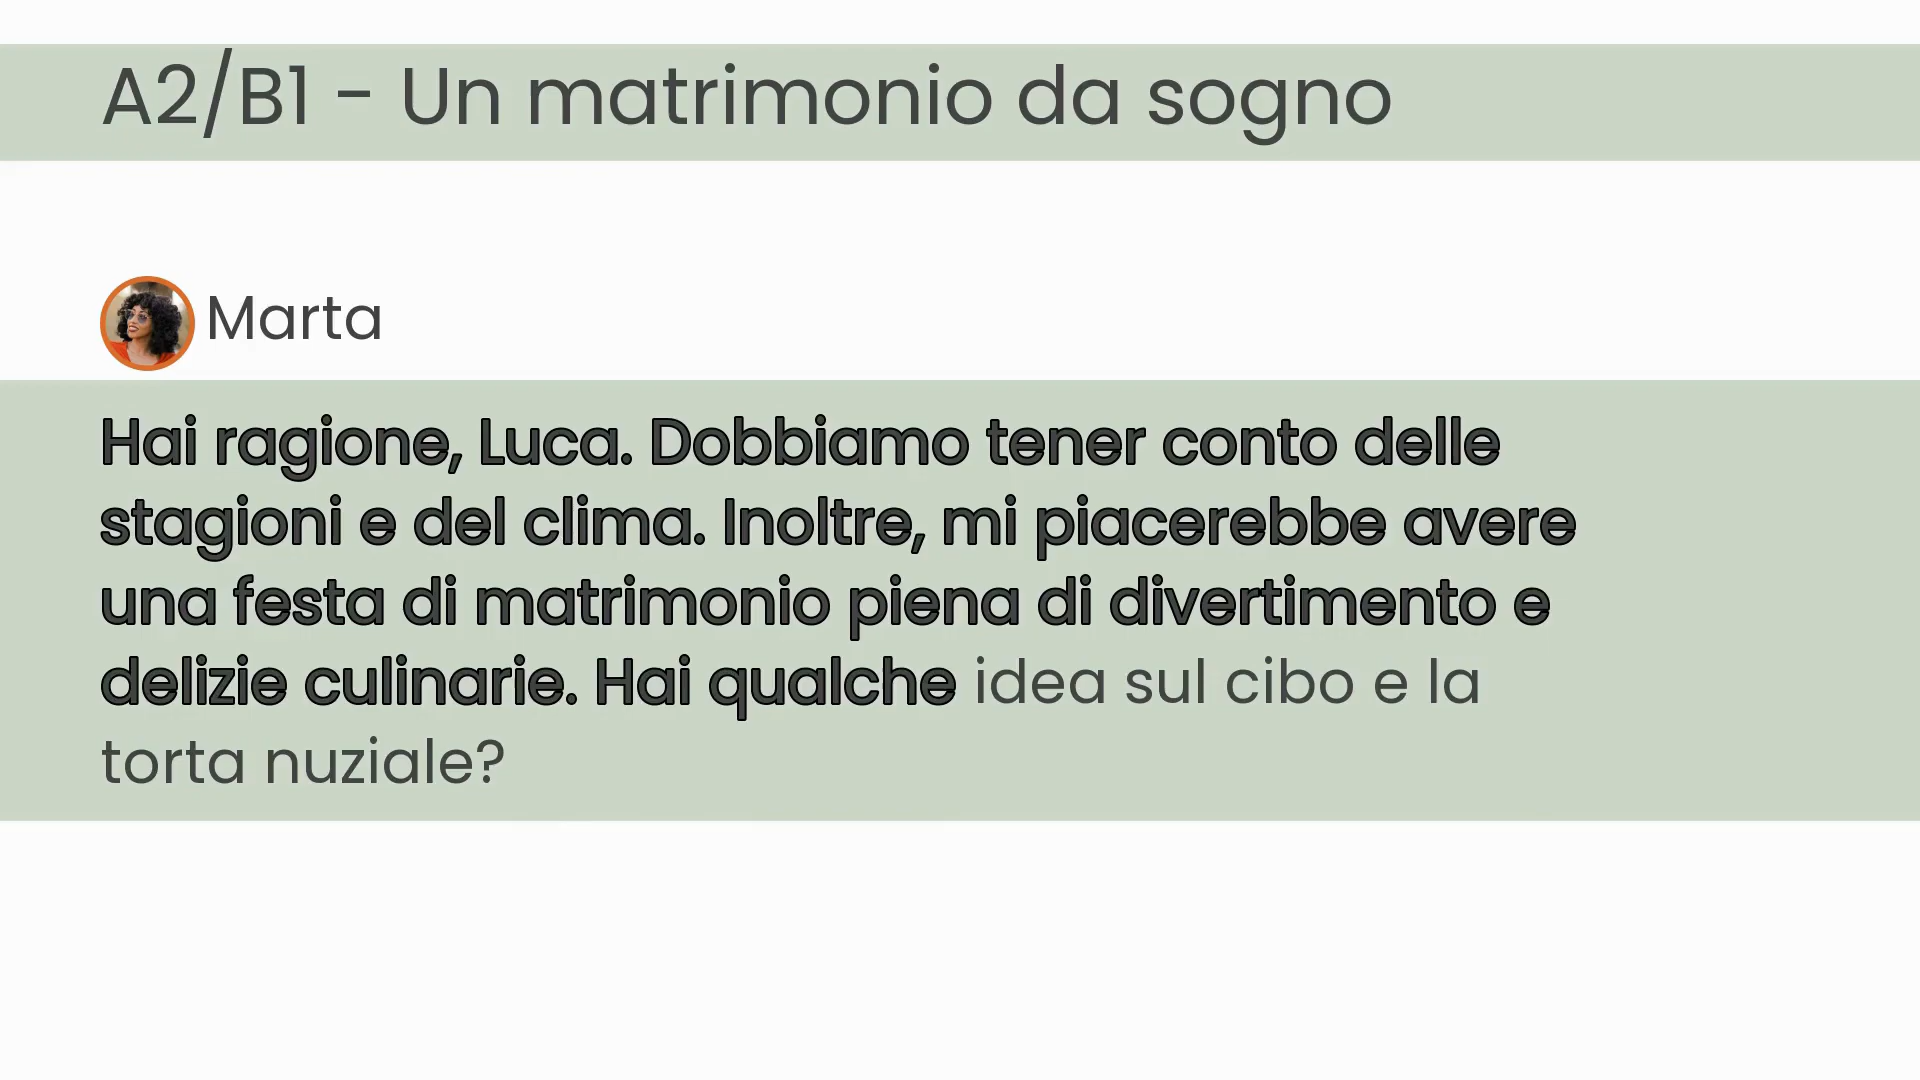 A2/B1 - Un matrimonio da sogno
Marta
Hai ragione, Luca. Dobbiamo tener conto delle
stagioni e del clima. Inoltre, mi piacerebbe avere
una festa di matrimonio piena di divertimento e
delizie culinarie. Hai qualche idea sul cibo e la
torta nuziale?